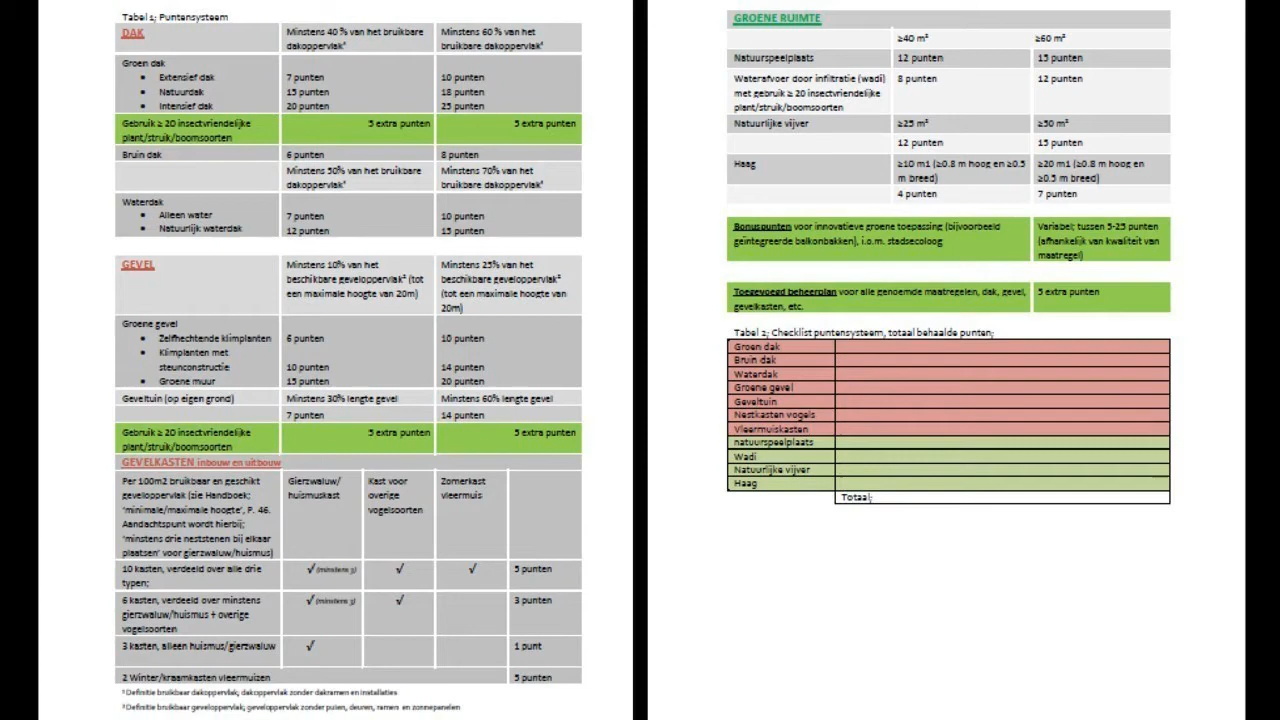 Tabel 1; Puntensysteem
DAK
Minstens 40 % van het bruikbare dakoppervlak¹
Minstens 60 % van het bruikbare dakoppervlak¹
Groen dak
• Extensief dak 7 punten 10 punten
• Natuurdak 15 punten 18 punten
• Intensief dak 20 punten 25 punten
Gebruik ≥ 20 insectvriendelijke 5 extra punten 5 extra punten
plant/struik/boomsoorten
Bruin dak 6 punten 8 punten
Minstens 50% van het bruikbare dakoppervlak¹
Minstens 70% van het bruikbare dakoppervlak¹
Waterdak
• Alleen water 7 punten 10 punten
• Natuurlijk waterdak 12 punten 15 punten
GEVEL
Minstens 10% van het beschikbare geveloppervlak² (tot een maximale hoogte van 20m)
Minstens 25% van het beschikbare geveloppervlak² (tot een maximale hoogte van 20m)
Groene gevel
• Zelfhechtende klimplanten 6 punten 10 punten
• Klimplanten met
steunconstructie 10 punten 14 punten
• Groene muur 15 punten 20 punten
Geveltuin (op eigen grond) Minstens 30% lengte gevel Minstens 60% lengte gevel
7 punten 14 punten
Gebruik ≥ 20 insectvriendelijke 5 extra punten 5 extra punten
plant/struik/boomsoorten
GEVELKASTEN inbouw en uitbouw
Per 100m2 bruikbaar en geschikt
geveloppervlak (zie Handboek;
'minimale/maximale hoogte', P. 46.
Aandachtspunt wordt hierbij;
'minstens drie neststenen bij elkaar
plaatsen' voor gierzwaluw/huismus)
Gierzwaluw/
huismuskast
Kast voor
overige
vogelsoorten
Zomerkast
vleermuis
10 kasten, verdeeld over alle drie √ (minstens 3) √ √ 5 punten
typen;
6 kasten, verdeeld over minstens √ (minstens 3) √ 3 punten
gierzwaluw/huismus + overige
vogelsoorten
3 kasten, alleen huismus/gierzwaluw √ 1 punt
2 Winter/kraamkasten vleermuizen 5 punten
¹ Definitie bruikbaar dakoppervlak; dakoppervlak zonder dakramen en installaties
² Definitie bruikbaar geveloppervlak; geveloppervlak zonder puien, deuren, ramen en zonnepanelen
GROENE RUIMTE
≥40 m² ≥60 m²
Natuurspeelplaats 12 punten 15 punten
Waterafvoer door infiltratie (wadi) 8 punten 12 punten
met gebruik ≥ 20 insectvriendelijke
plant/struik/boomsoorten
Natuurlijke vijver ≥25 m² ≥50 m²
12 punten 15 punten
Haag
≥10 m1 (≥0.8 m hoog en ≥0.5 m breed)
≥20 m1 (≥0.8 m hoog en ≥0.5 m breed)
4 punten 7 punten
Bonuspunten voor innovatieve groene toepassing (bijvoorbeeld
geïntegreerde balkonbakken), i.o.m. stadsecoloog
Variabel; tussen 5-25 punten
(afhankelijk van kwaliteit van
maatregel)
Toegevoegd beheerplan voor alle genoemde maatregelen, dak, gevel, 5 extra punten
gevelkasten, etc.
Tabel 2; Checklist puntensysteem, totaal behaalde punten;
Groen dak
Bruin dak
Waterdak
Groene gevel
Geveltuin
Nestkasten vogels
Vleermuiskasten
natuurspeelplaats
Wadi
Natuurlijke vijver
Haag
Totaal;